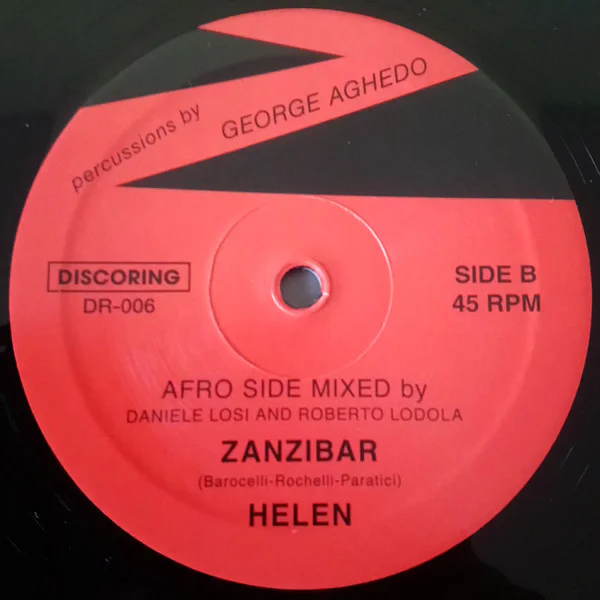 percussions by
GEORGE AGHEDO
DISCORING
DR-006
SIDE B
45 RPM
AFRO SIDE MIXED by
DANIELE LOSI AND ROBERTO LODOLA
ZANZIBAR
(Barocelli-Rochelli-Paratici)
HELEN